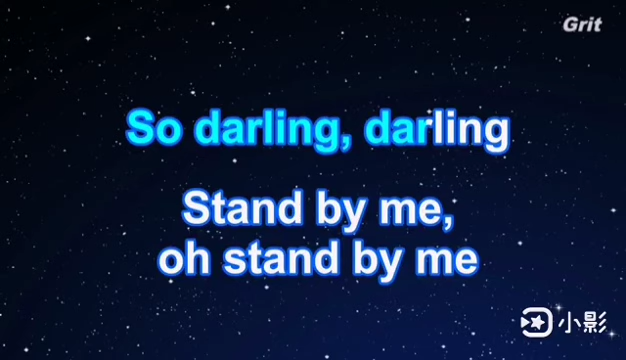 Grit
So darling, darling
Stand by me,
oh stand by me
小影